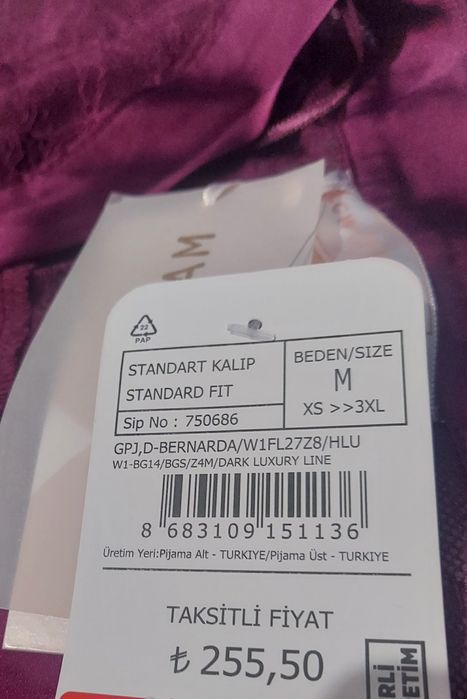 22
PAP
STANDART KALIP
STANDARD FIT
Sip No : 750686
BEDEN/SIZE
M
XS >>3XL
GPJ,D-BERNARDA/W1FL27Z8/HLU
W1-BG14/BGS/Z4M/DARK LUXURY LINE
8 683109 151136
Üretim Yeri:Pijama Alt - TURKIYE/Pijama Üst - TURKIYE
TAKSİTLİ FİYAT
₺ 255,50